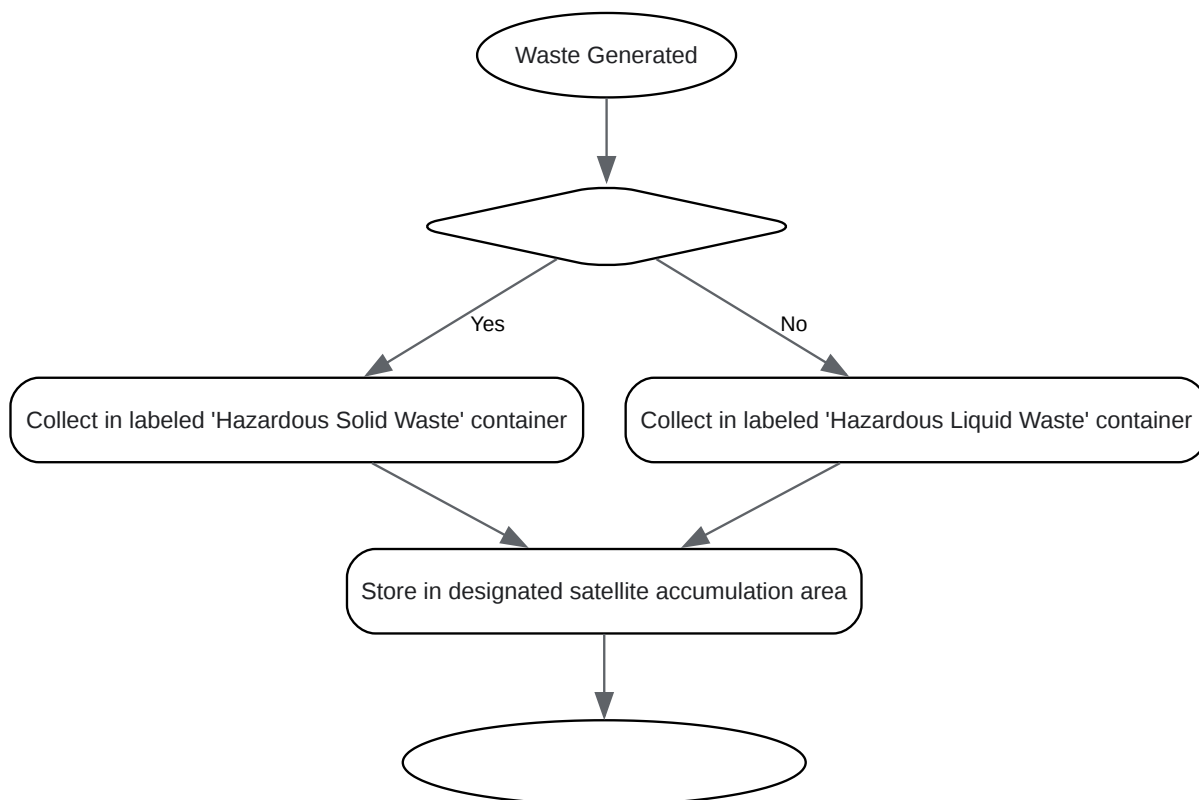 Waste Generated
Yes
No
Collect in labeled 'Hazardous Solid Waste' container
Collect in labeled 'Hazardous Liquid Waste' container
Store in designated satellite accumulation area